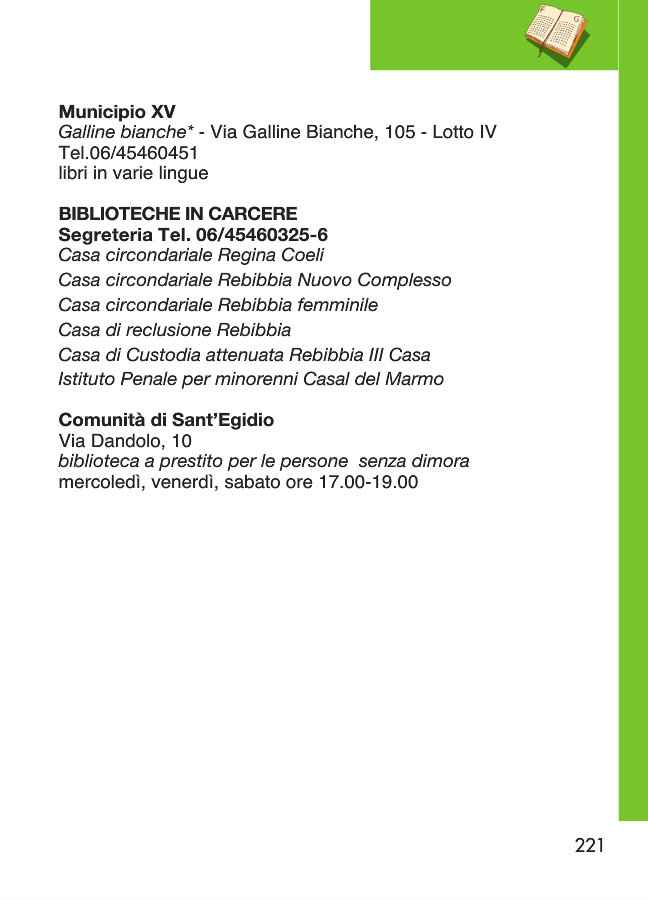 Municipio XV
Galline bianche* - Via Galline Bianche, 105 - Lotto IV
Tel.06/45460451
libri in varie lingue
BIBLIOTECHE IN CARCERE
Segreteria Tel. 06/45460325-6
Casa circondariale Regina Coeli
Casa circondariale Rebibbia Nuovo Complesso
Casa circondariale Rebibbia femminile
Casa di reclusione Rebibbia
Casa di Custodia attenuata Rebibbia III Casa
Istituto Penale per minorenni Casal del Marmo
Comunità di Sant'Egidio
Via Dandolo, 10
biblioteca a prestito per le persone  senza dimora
mercoledì, venerdì, sabato ore 17.00-19.00
221